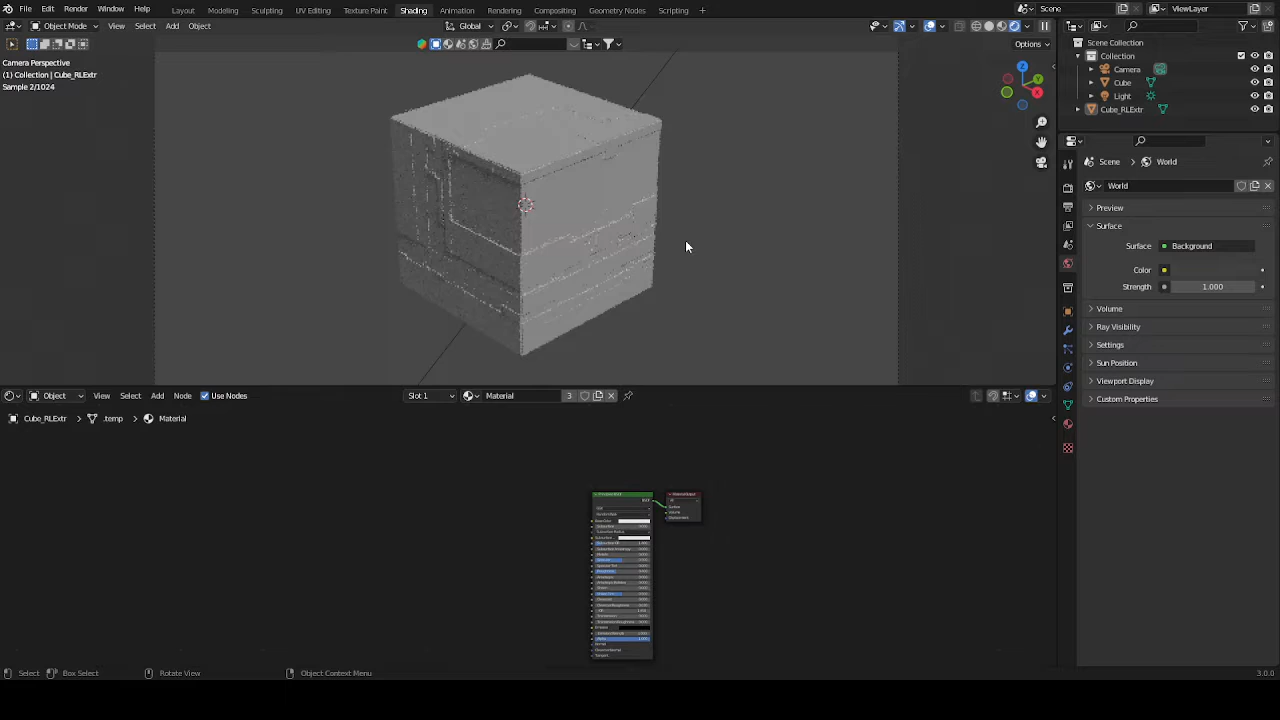 File Edit Render Window Help Layout Modeling Sculpting UV Editing Texture Paint Shading Animation Rendering Compositing Geometry Nodes Scripting + Scene ViewLayer
Object Mode View Select Add Object Global
Options
Camera Perspective
(1) Collection | Cube_RLExtr
Sample 2/1024
X
Y
Z
Scene Collection
Collection
Camera
Cube
Light
Cube_RLExtr
Scene > World
World
Preview
Surface
Surface Background
Color
Strength 1.000
Volume
Ray Visibility
Settings
Sun Position
Viewport Display
Custom Properties
Object View Select Add Node Use Nodes Slot 1 Material 3
Cube_RLExtr > .temp > Material
Select Box Select Rotate View Object Context Menu 3.0.0